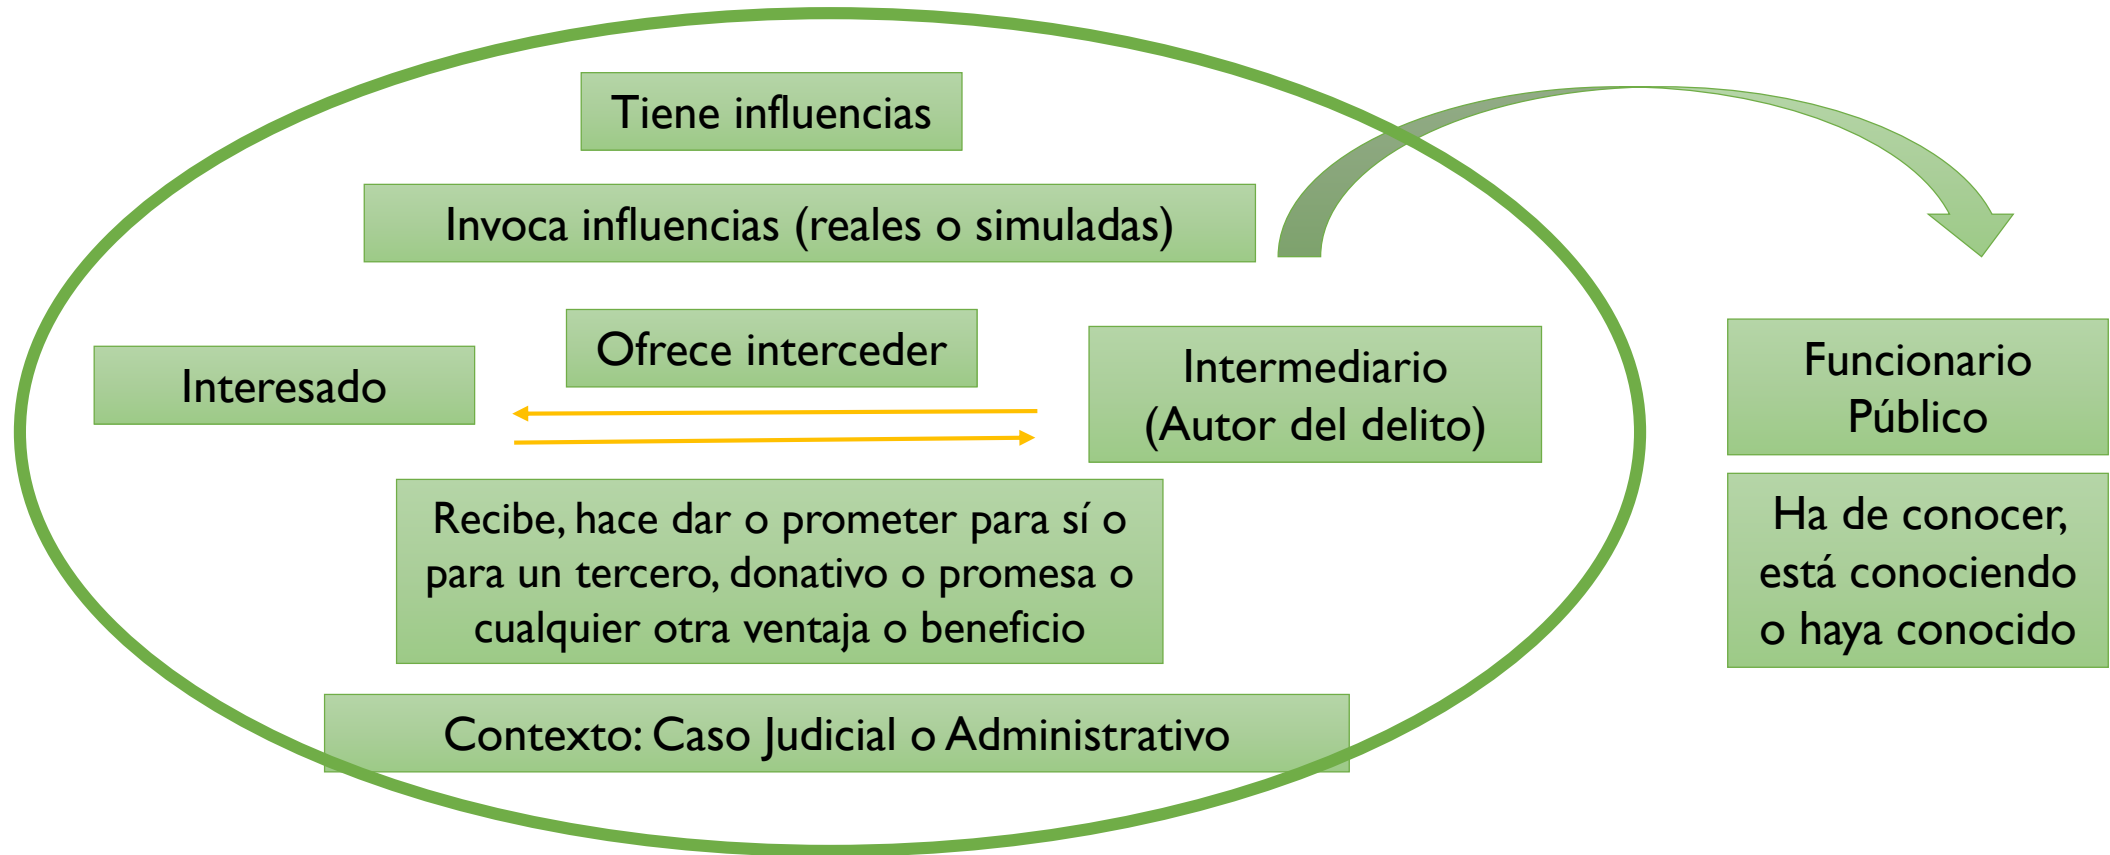 Tiene influencias
Invoca influencias (reales o simuladas)
Ofrece interceder
Interesado
Intermediario
(Autor del delito)
Funcionario
Público
Recibe, hace dar o prometer para sí o
para un tercero, donativo o promesa o
cualquier otra ventaja o beneficio
Ha de conocer,
está conociendo
o haya conocido
Contexto: Caso Judicial o Administrativo